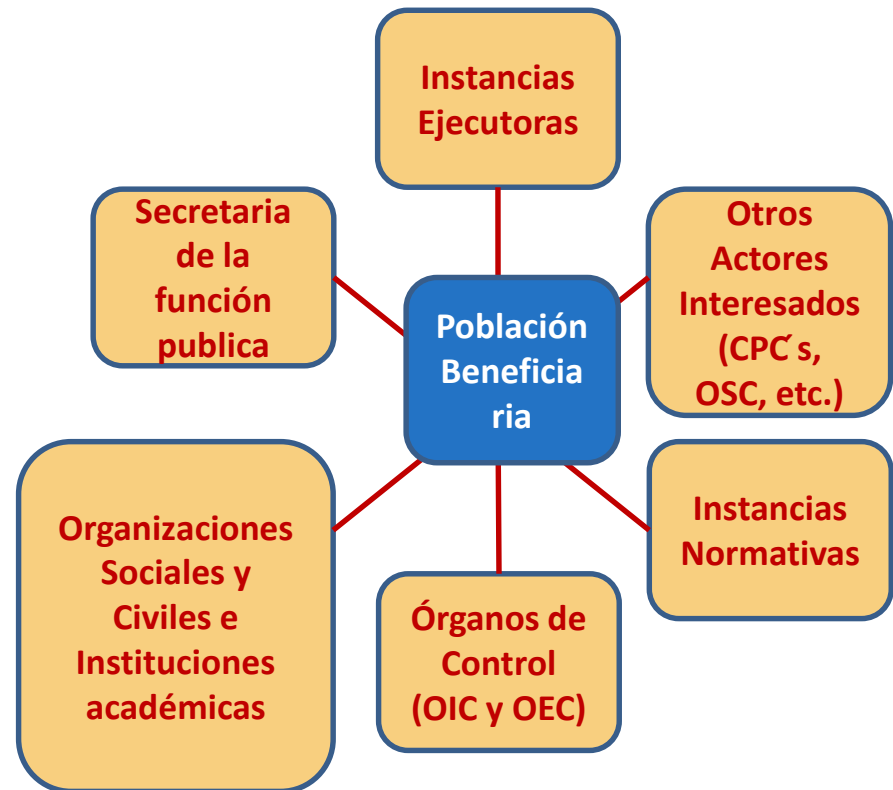 Instancias
Ejecutoras
Secretaria
de la
función
publica
Otros
Actores
Interesados
(CPC´s,
OSC, etc.)
Población
Beneficia
ria
Organizaciones
Sociales y
Civiles e
Instituciones
académicas
Órganos de
Control
(OIC y OEC)
Instancias
Normativas